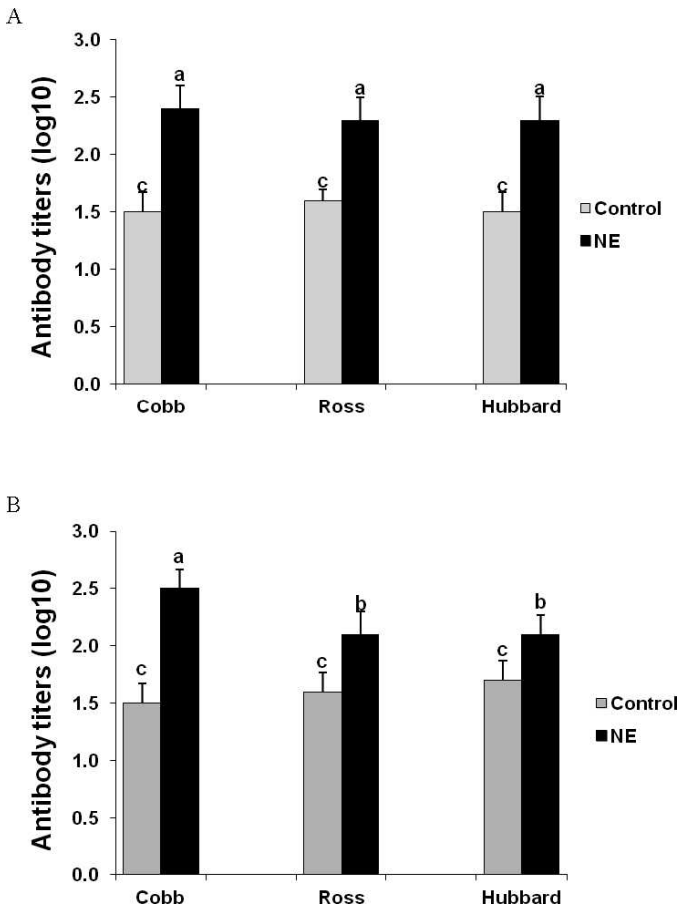 A
3.0
2.5
2.0
1.5
1.0
0.5
0.0
Antibody titers (log10)
c
a
c
a
c
a
Cobb
Ross
Hubbard
Control
NE
B
3.0
2.5
2.0
1.5
1.0
0.5
0.0
Antibody titers (log10)
c
a
c
b
c
b
Cobb
Ross
Hubbard
Control
NE